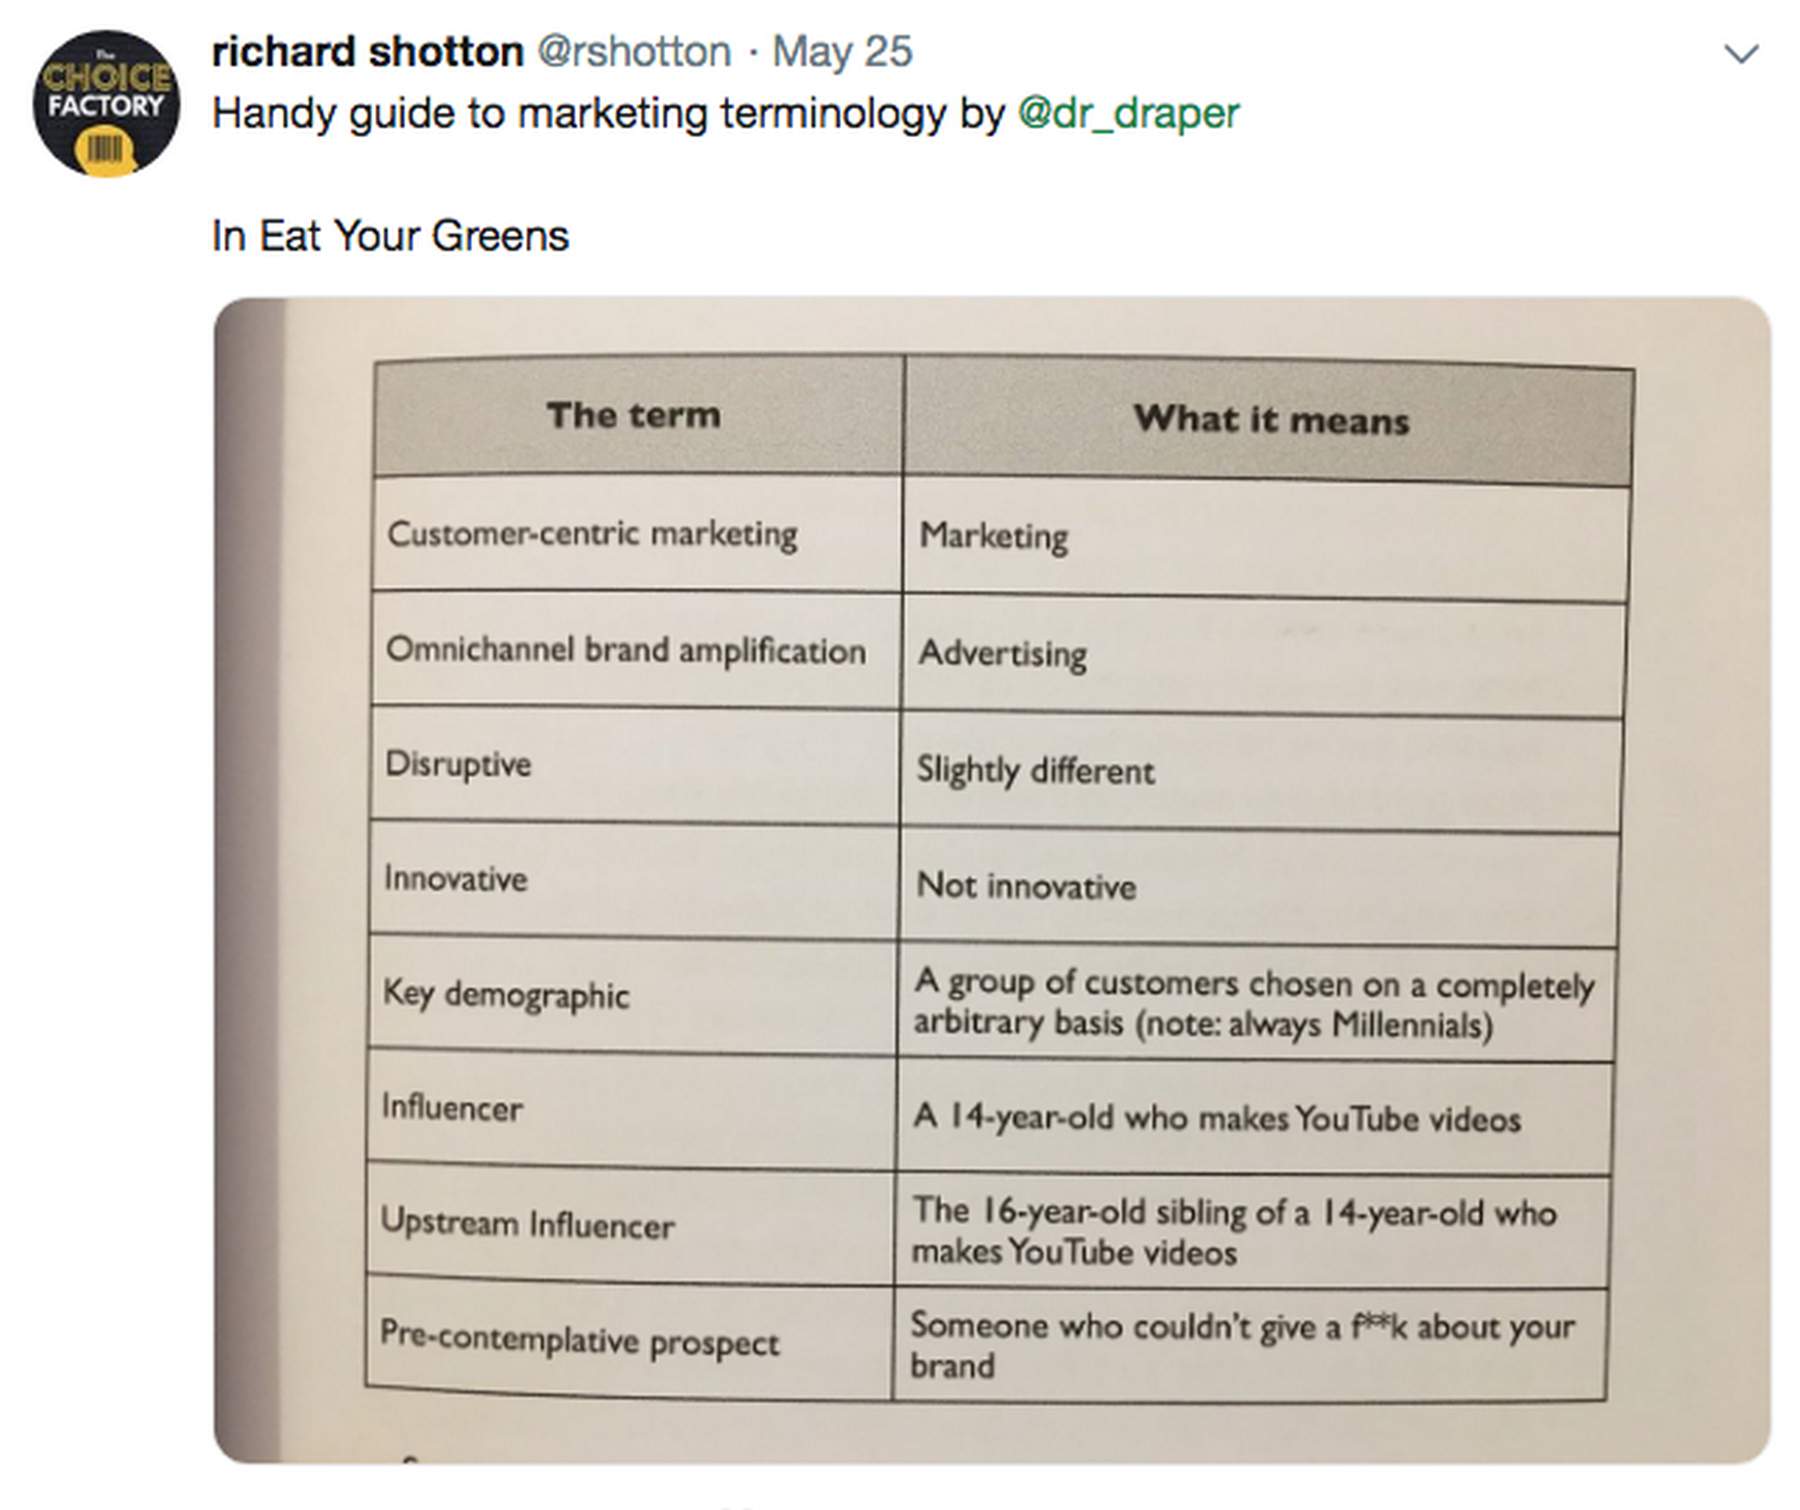 The
CHOICE
FACTORY
richard shotton @rshotton · May 25
Handy guide to marketing terminology by @dr_draper
In Eat Your Greens
The term
What it means
Customer-centric marketing
Marketing
Omnichannel brand amplification
Advertising
Disruptive
Slightly different
Innovative
Not innovative
Key demographic
A group of customers chosen on a completely
arbitrary basis (note: always Millennials)
Influencer
A 14-year-old who makes YouTube videos
Upstream Influencer
The 16-year-old sibling of a 14-year-old who
makes YouTube videos
Pre-contemplative prospect
Someone who couldn't give a f**k about your
brand